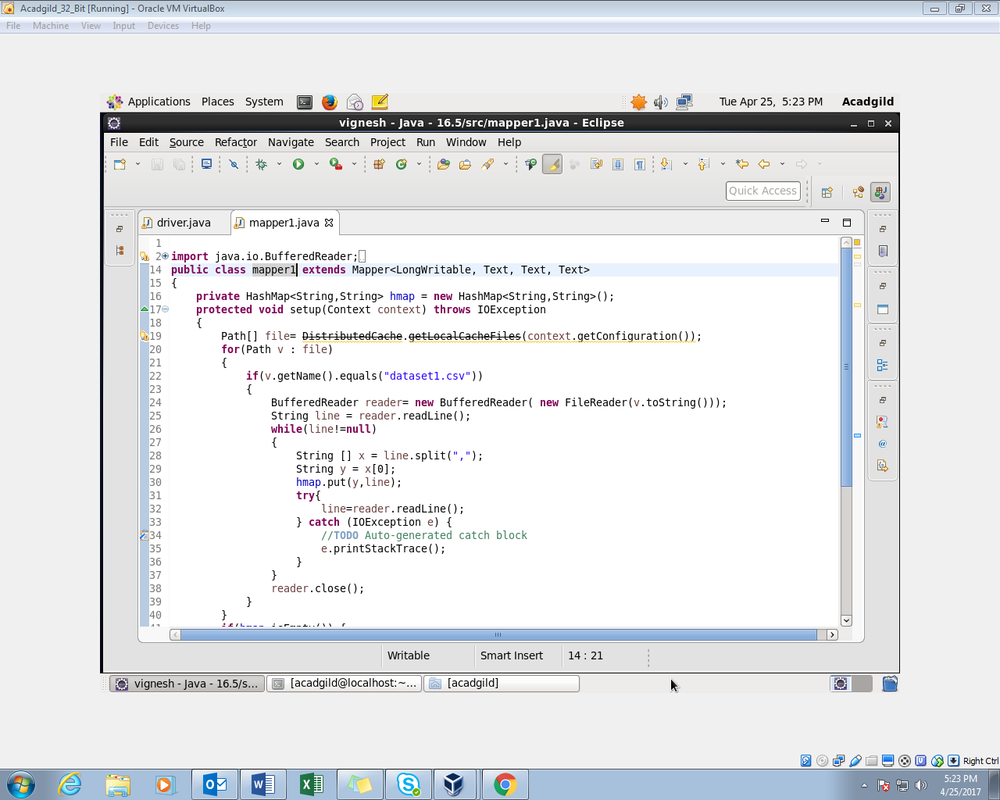 Acadgild_32_Bit [Running] - Oracle VM VirtualBox
File Machine View Input Devices Help
Applications Places System Tue Apr 25, 5:23 PM Acadgild
vignesh - Java - 16.5/src/mapper1.java - Eclipse
File Edit Source Refactor Navigate Search Project Run Window Help
Quick Access
driver.java mapper1.java
1
2 import java.io.BufferedReader;
14 public class mapper1 extends Mapper<LongWritable, Text, Text, Text>
15 {
16 private HashMap<String,String> hmap = new HashMap<String,String>();
17 protected void setup(Context context) throws IOException
18 {
19 Path[] file= DistributedCache.getLocalCacheFiles(context.getConfiguration());
20 for(Path v : file)
21 {
22 if(v.getName().equals("dataset1.csv"))
23 {
24 BufferedReader reader= new BufferedReader( new FileReader(v.toString()));
25 String line = reader.readLine();
26 while(line!=null)
27 {
28 String [] x = line.split(",");
29 String y = x[0];
30 hmap.put(y,line);
31 try{
32 line=reader.readLine();
33 } catch (IOException e) {
34 //TODO Auto-generated catch block
35 e.printStackTrace();
36 }
37 }
38 reader.close();
39 }
40 }
41 if(hmap.isEmpty()) {
Writable Smart Insert 14 : 21
vignesh - Java - 16.5/s... [acadgild@localhost:~... [acadgild]
Right Ctrl
5:23 PM
4/25/2017